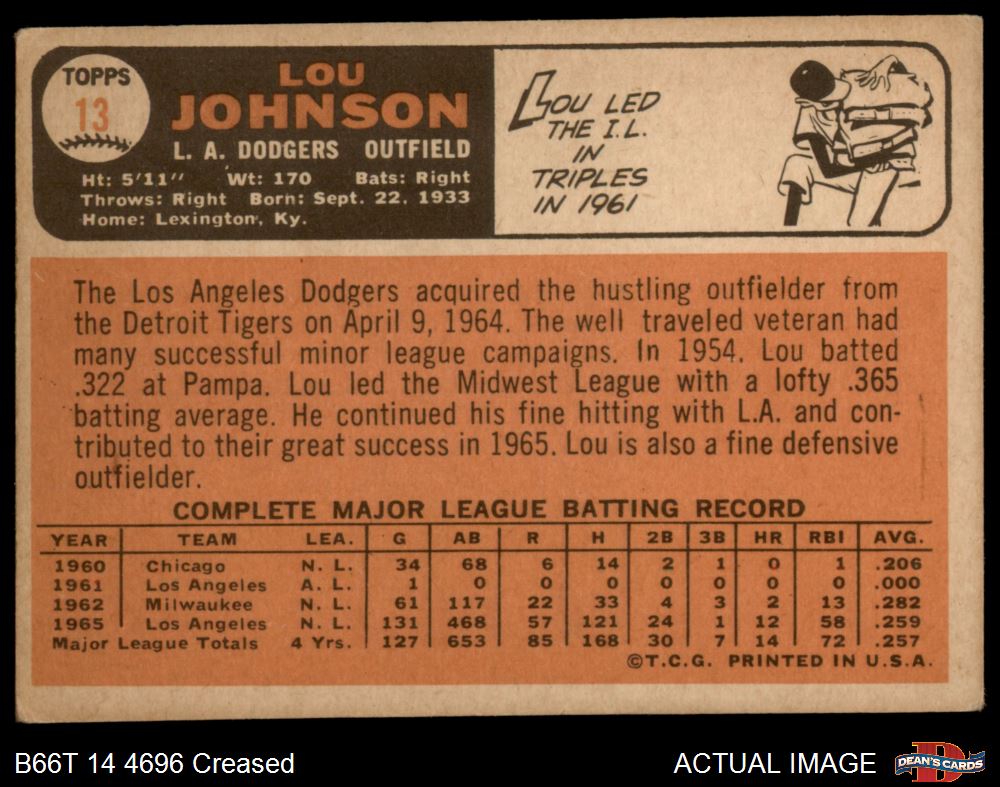 TOPPS
13
LOU
JOHNSON
L. A. DODGERS OUTFIELD
Ht: 5'11" Wt: 170 Bats: Right
Throws: Right Born: Sept. 22, 1933
Home: Lexington, Ky.
LOU LED
THE I.L.
IN
TRIPLES
IN 1961
The Los Angeles Dodgers acquired the hustling outfielder from
the Detroit Tigers on April 9, 1964. The well traveled veteran had
many successful minor league campaigns. In 1954, Lou batted
.322 at Pampa. Lou led the Midwest League with a lofty .365
batting average. He continued his fine hitting with L.A. and con-
tributed to their great success in 1965. Lou is also a fine defensive
outfielder.
COMPLETE MAJOR LEAGUE BATTING RECORD
YEAR TEAM LEA. G AB R H 2B 3B HR RBI AVG.
1960 Chicago N. L. 34 68 6 14 2 1 0 1 .206
1961 Los Angeles A. L. 1 0 0 0 0 0 0 0 .000
1962 Milwaukee N. L. 61 117 22 33 4 3 2 13 .282
1965 Los Angeles N. L. 131 468 57 121 24 1 12 58 .259
Major League Totals 4 Yrs. 127 653 85 168 30 7 14 72 .257
©T.C.G. PRINTED IN U.S.A.
B66T 14 4696 Creased
ACTUAL IMAGE
D
DEAN'S CARDS